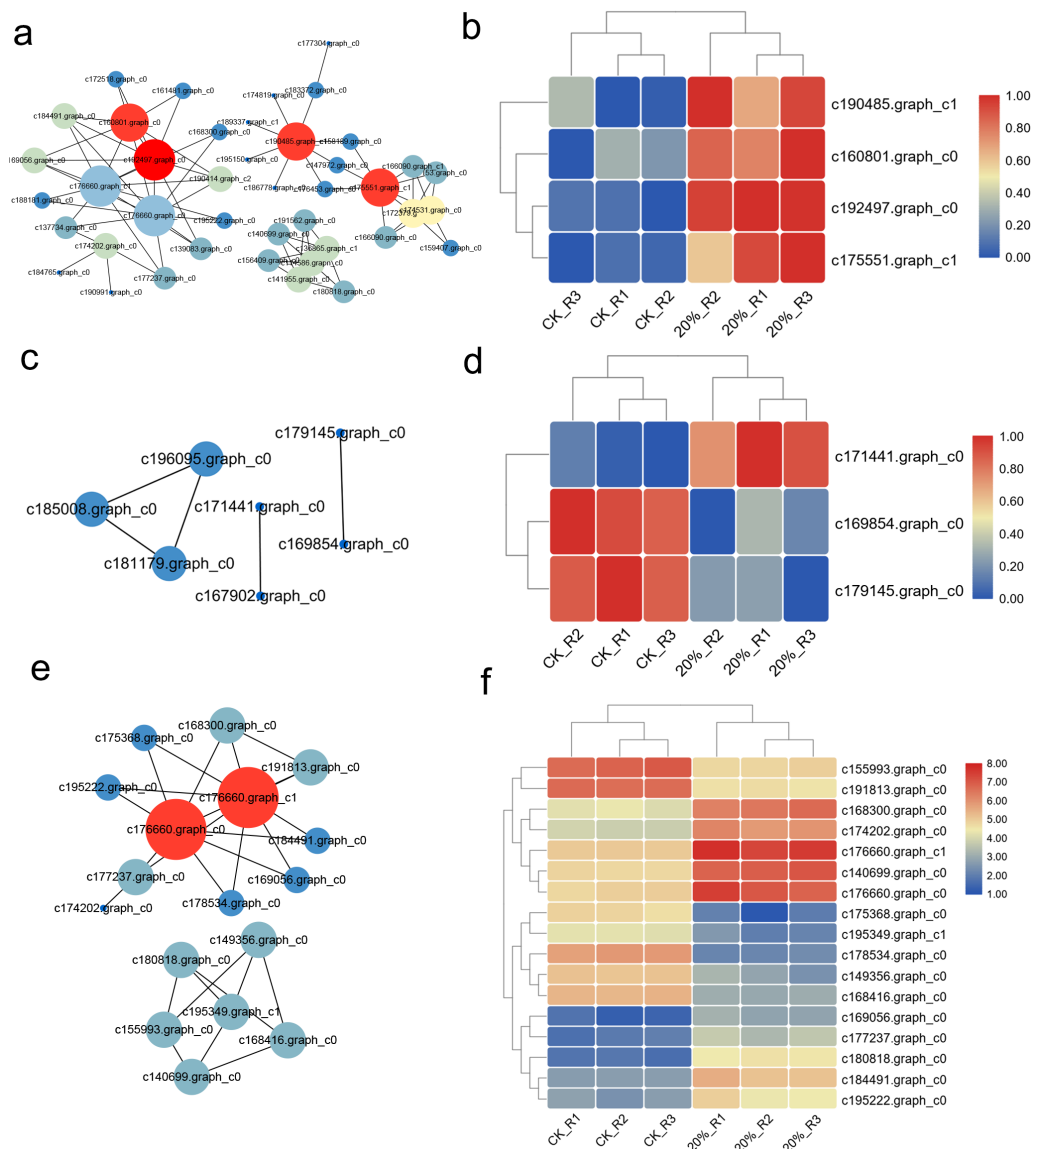 a
c177304.graph_c0
c172518.graph_c0
c161481.graph_c0
c174819.graph_c0
c183372.graph_c0
c184491.graph_c0
c160801.graph_c0
c168300.graph_c0
c189337.graph_c1
c190485.graph_c1
c158189.graph_c0
c192497.graph_c0
c195150.graph_c0
c147972.graph_c0
c166090.graph_c1
c190414.graph_c2
c176660.graph_c1
c186778.graph_c0
c175551.graph_c1
c188181.graph_c0
c176660.graph_c0
c195222.graph_c0
c191562.graph_c0
c137734.graph_c0
c140699.graph_c0
c166090.graph_c0
c174202.graph_c0
c139083.graph_c0
c159407.graph_c0
c156409.graph_c0
c184765.graph_c0
c177237.graph_c0
c141955.graph_c0
c190991.graph_c0
c180818.graph_c0
b
c190485.graph_c1
c160801.graph_c0
c192497.graph_c0
c175551.graph_c1
1.00
0.80
0.60
0.40
0.20
0.00
CK_R3
CK_R1
CK_R2
20%_R2
20%_R1
20%_R3
c
c179145.graph_c0
c196095.graph_c0
c185008.graph_c0
c171441.graph_c0
c169854.graph_c0
c181179.graph_c0
c167902.graph_c0
d
c171441.graph_c0
c169854.graph_c0
c179145.graph_c0
1.00
0.80
0.60
0.40
0.20
0.00
CK_R2
CK_R1
CK_R3
20%_R2
20%_R1
20%_R3
e
c168300.graph_c0
c175368.graph_c0
c191813.graph_c0
c195222.graph_c0
c176660.graph_c1
c176660.graph_c0
c184491.graph_c0
c177237.graph_c0
c169056.graph_c0
c174202.graph_c0
c178534.graph_c0
c149356.graph_c0
c180818.graph_c0
c195349.graph_c1
c155993.graph_c0
c168416.graph_c0
c140699.graph_c0
f
c155993.graph_c0
c191813.graph_c0
c168300.graph_c0
c174202.graph_c0
c176660.graph_c1
c140699.graph_c0
c176660.graph_c0
c175368.graph_c0
c195349.graph_c1
c178534.graph_c0
c149356.graph_c0
c168416.graph_c0
c169056.graph_c0
c177237.graph_c0
c180818.graph_c0
c184491.graph_c0
c195222.graph_c0
8.00
7.00
6.00
5.00
4.00
3.00
2.00
1.00
CK_R1
CK_R2
CK_R3
20%_R1
20%_R2
20%_R3